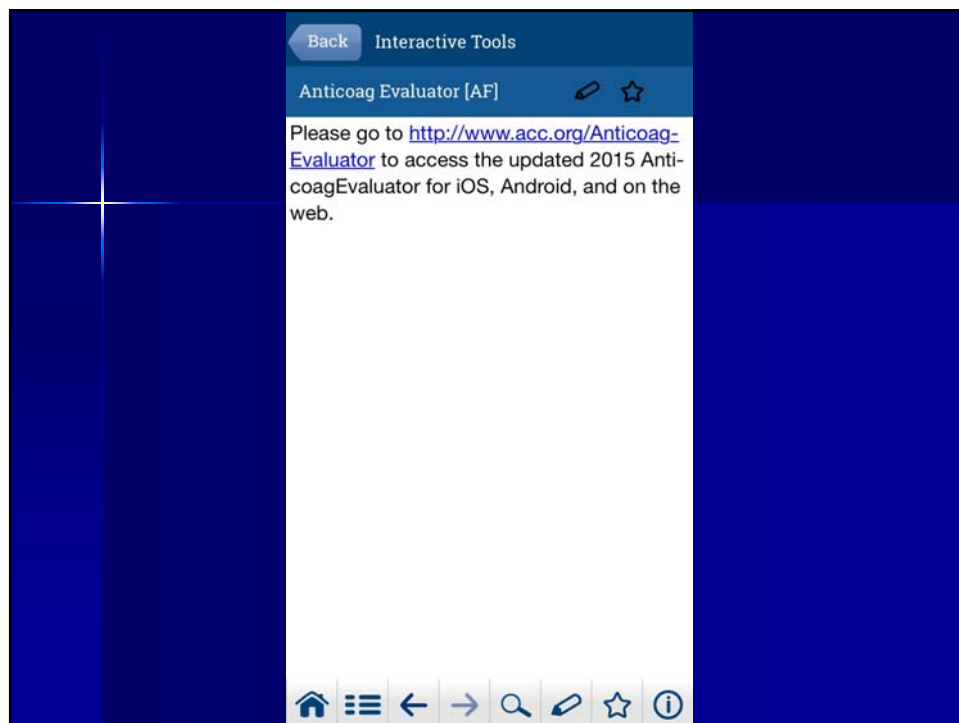 Back Interactive Tools
Anticoag Evaluator [AF]
Please go to http://www.acc.org/Anticoag-
Evaluator to access the updated 2015 Anti-
coagEvaluator for iOS, Android, and on the
web.